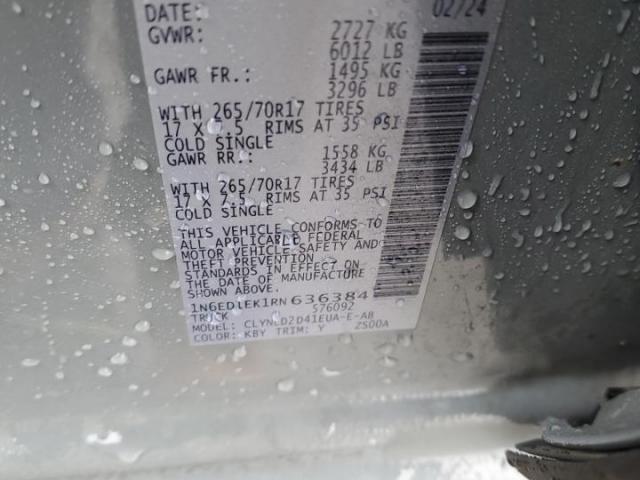 DATE: 02/24
GVWR: 2727 KG
6012 LB
GAWR FR.: 1495 KG
3296 LB
WITH 265/70R17 TIRES
17 X 7.5 RIMS AT 35 PSI
COLD SINGLE
GAWR RR.: 1558 KG
3434 LB
WITH 265/70R17 TIRES
17 X 7.5 RIMS AT 35 PSI
COLD SINGLE
THIS VEHICLE CONFORMS TO
ALL APPLICABLE FEDERAL
MOTOR VEHICLE SAFETY AND
THEFT PREVENTION
STANDARDS IN EFFECT ON
THE DATE OF MANUFACTURE
SHOWN ABOVE.
1N6ED1EK1RN636384
TRUCK 576092
MODEL: CLYNLD2D41EUA-E-AB
COLOR: KBY TRIM: Y ZS00A